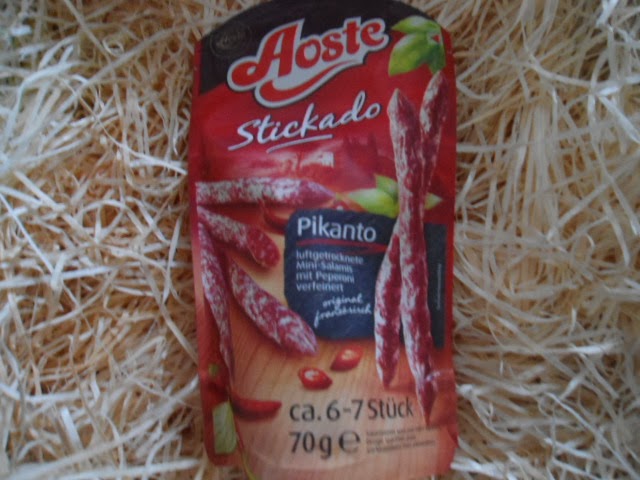 Aoste
Stickado
Pikanto
luftgetrocknete
Mini-Salamis
mit Peperoni
verfeinert
original
französisch
ca. 6-7 Stück
70g e